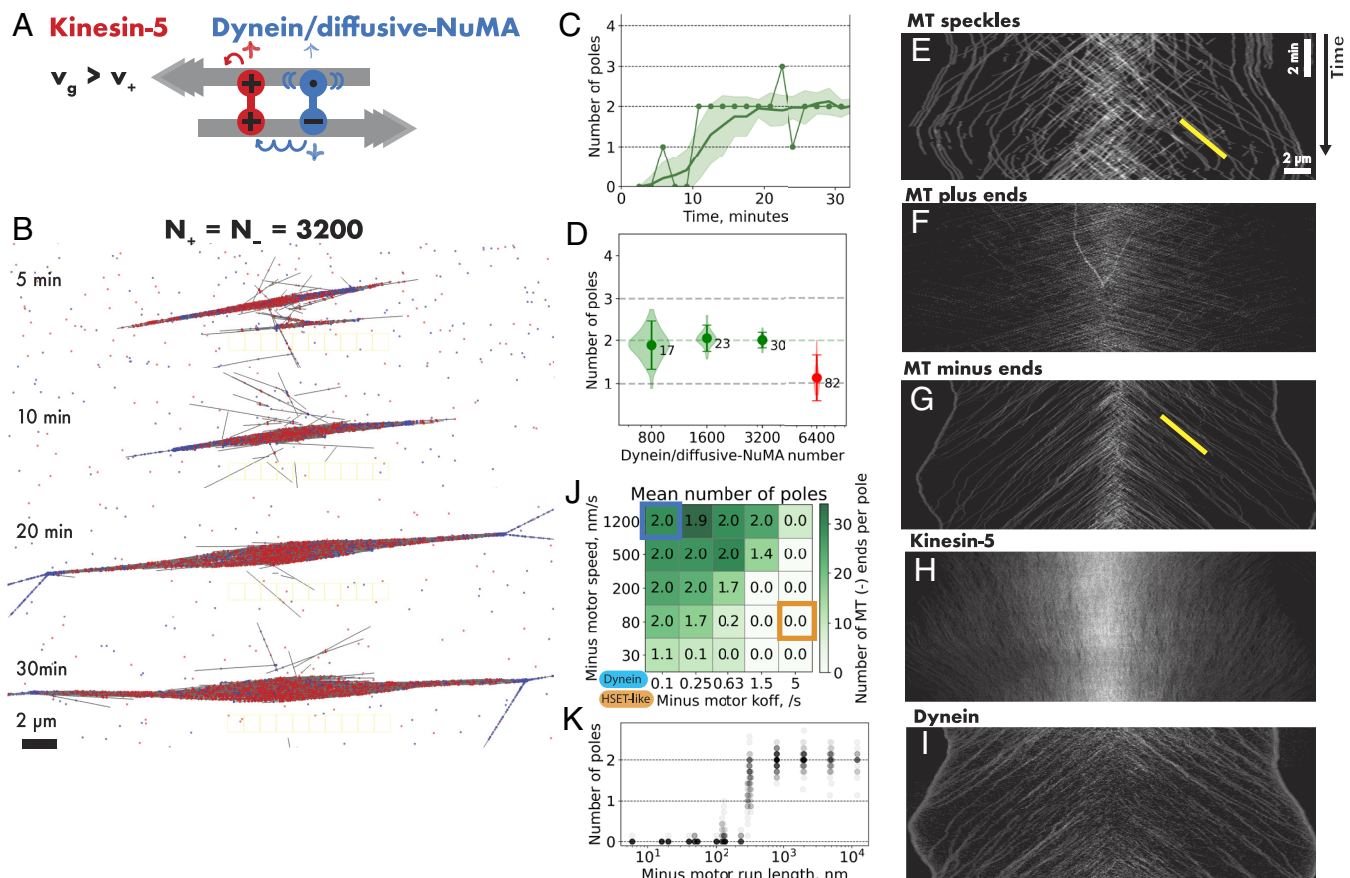 A
Kinesin-5
Dynein/diffusive-NuMA
v_g > v_+
B
N_+ = N_- = 3200
5 min
10 min
20 min
30min
2 µm
C
Number of poles
4
3
2
1
0
0
10
20
30
Time, minutes
D
Number of poles
4
3
2
1
17
23
30
82
800
1600
3200
6400
Dynein/diffusive-NuMA number
J
Mean number of poles
Minus motor speed, nm/s
1200 2.0 1.9 2.0 2.0 0.0
500 2.0 2.0 2.0 1.4 0.0
200 2.0 2.0 1.7 0.0 0.0
80 2.0 1.7 0.2 0.0 0.0
30 1.1 0.1 0.0 0.0 0.0
0.1 0.25 0.63 1.5 5
Dynein
HSET-like
Minus motor koff, /s
30
20
10
0
Number of MT (-) ends per pole
K
Number of poles
2
1
0
10¹ 10² 10³ 10⁴
Minus motor run length, nm
MT speckles
E
2 min
Time
2 µm
MT plus ends
F
MT minus ends
G
Kinesin-5
H
Dynein
I